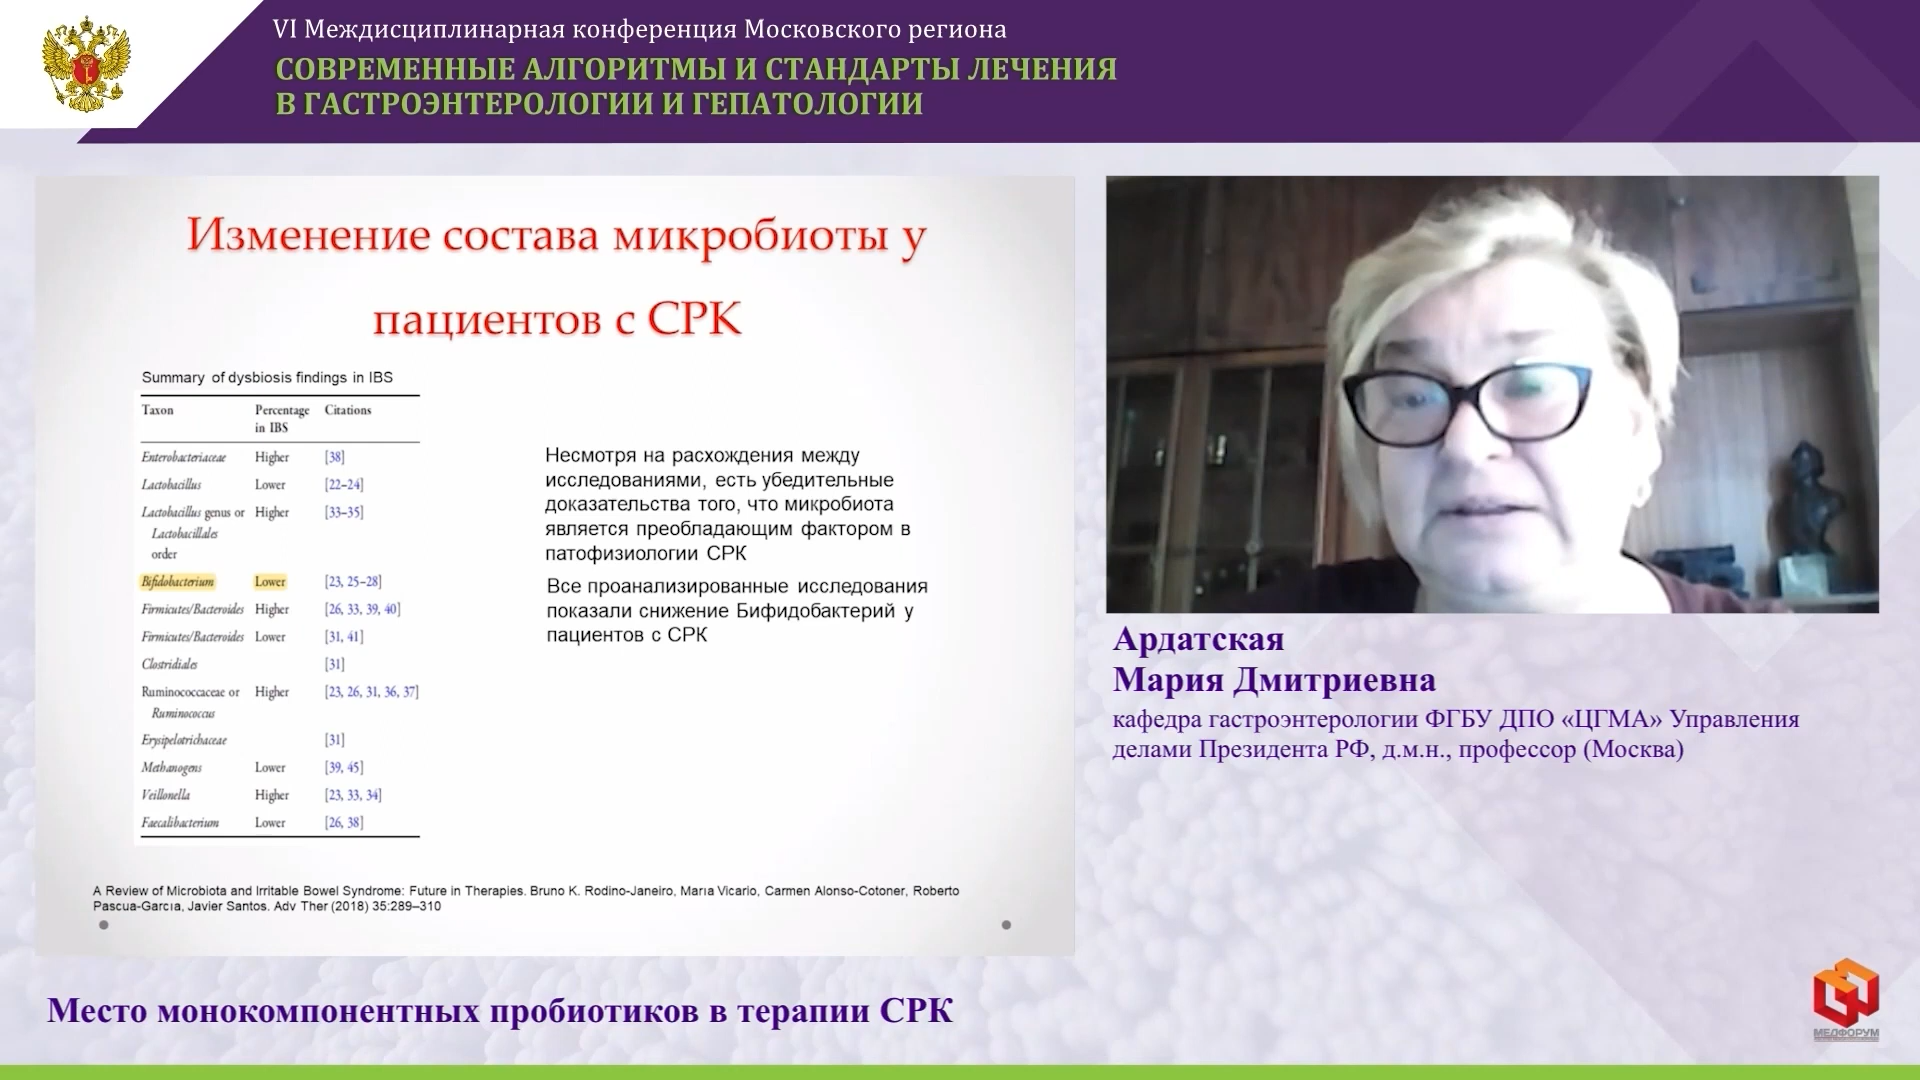 VI Междисциплинарная конференция Московского региона
СОВРЕМЕННЫЕ АЛГОРИТМЫ И СТАНДАРТЫ ЛЕЧЕНИЯ
В ГАСТРОЭНТЕРОЛОГИИ И ГЕПАТОЛОГИИ
Изменение состава микробиоты у
пациентов с СРК
Summary of dysbiosis findings in IBS
Taxon Percentage Citations
in IBS
Enterobacteriaceae Higher [38]
Lactobacillus Lower [22–24]
Lactobacillus genus or Higher [33–35]
Lactobacillales
order
Bifidobacterium Lower [23, 25–28]
Firmicutes/Bacteroides Higher [26, 33, 39, 40]
Firmicutes/Bacteroides Lower [31, 41]
Clostridiales [31]
Ruminococcaceae or Higher [23, 26, 31, 36, 37]
Ruminococcus
Erysipelotrichaceae [31]
Methanogens Lower [39, 45]
Veillonella Higher [23, 33, 34]
Faecalibacterium Lower [26, 38]
Несмотря на расхождения между
исследованиями, есть убедительные
доказательства того, что микробиота
является преобладающим фактором в
патофизиологии СРК
Все проанализированные исследования
показали снижение Бифидобактерий у
пациентов с СРК
A Review of Microbiota and Irritable Bowel Syndrome: Future in Therapies. Bruno K. Rodino-Janeiro, Marıa Vicario, Carmen Alonso-Cotoner, Roberto
Pascua-Garcıa, Javier Santos. Adv Ther (2018) 35:289–310
Ардатская
Мария Дмитриевна
кафедра гастроэнтерологии ФГБУ ДПО «ЦГМА» Управления
делами Президента РФ, д.м.н., профессор (Москва)
Место монокомпонентных пробиотиков в терапии СРК
МЕДФОРУМ